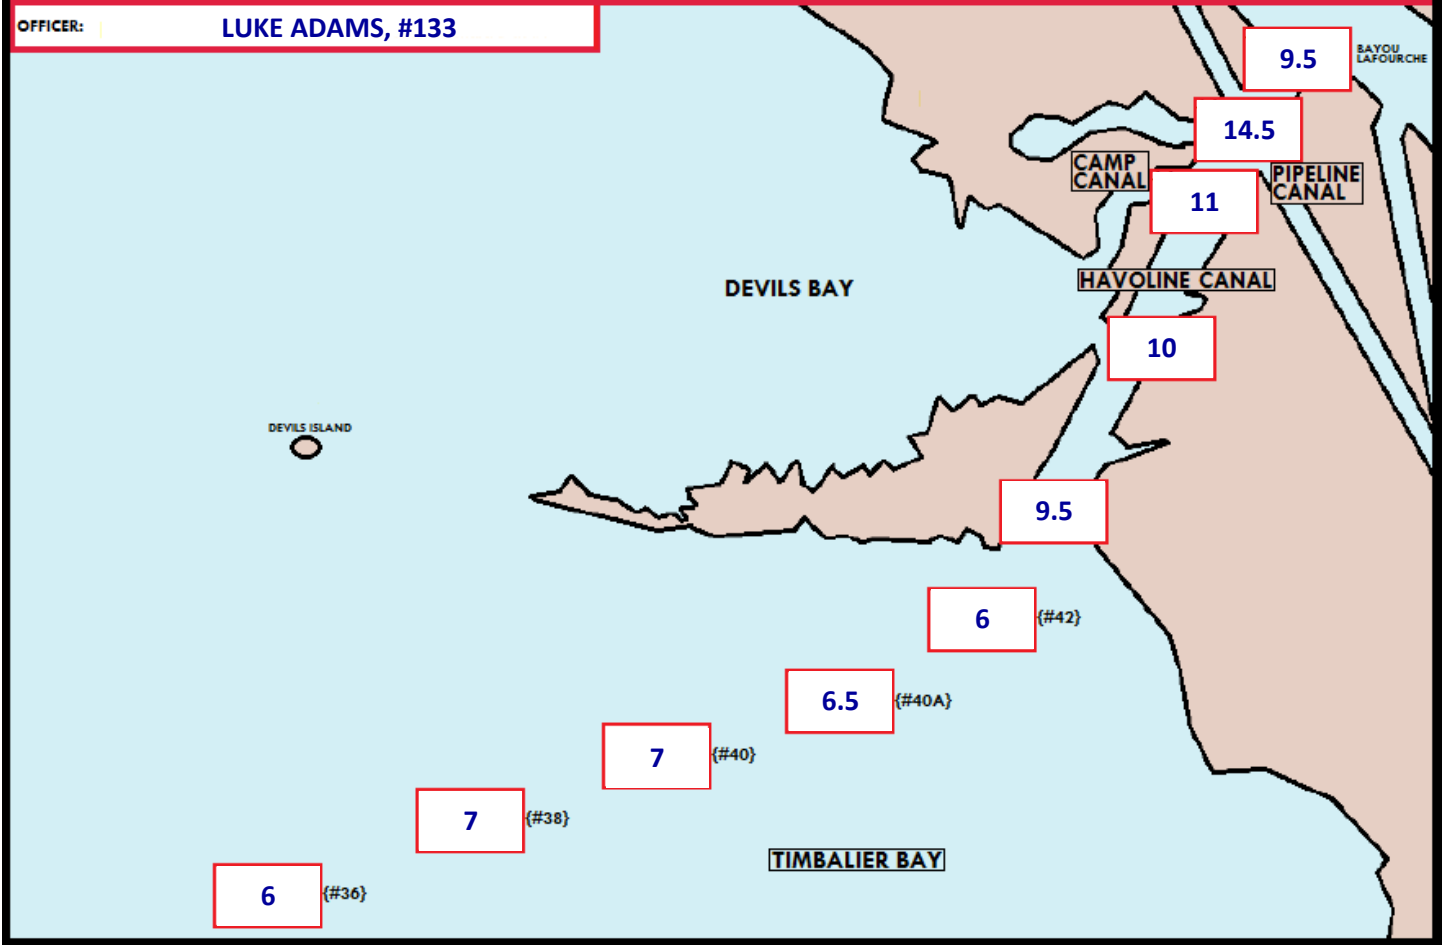 OFFICER: LUKE ADAMS, #133
9.5
BAYOU
LAFOURCHE
14.5
CAMP
CANAL
PIPELINE
CANAL
11
HAVOLINE CANAL
DEVILS BAY
10
DEVILS ISLAND
9.5
6 {#42}
6.5 {#40A}
7 {#40}
7 {#38}
TIMBALIER BAY
6 {#36}